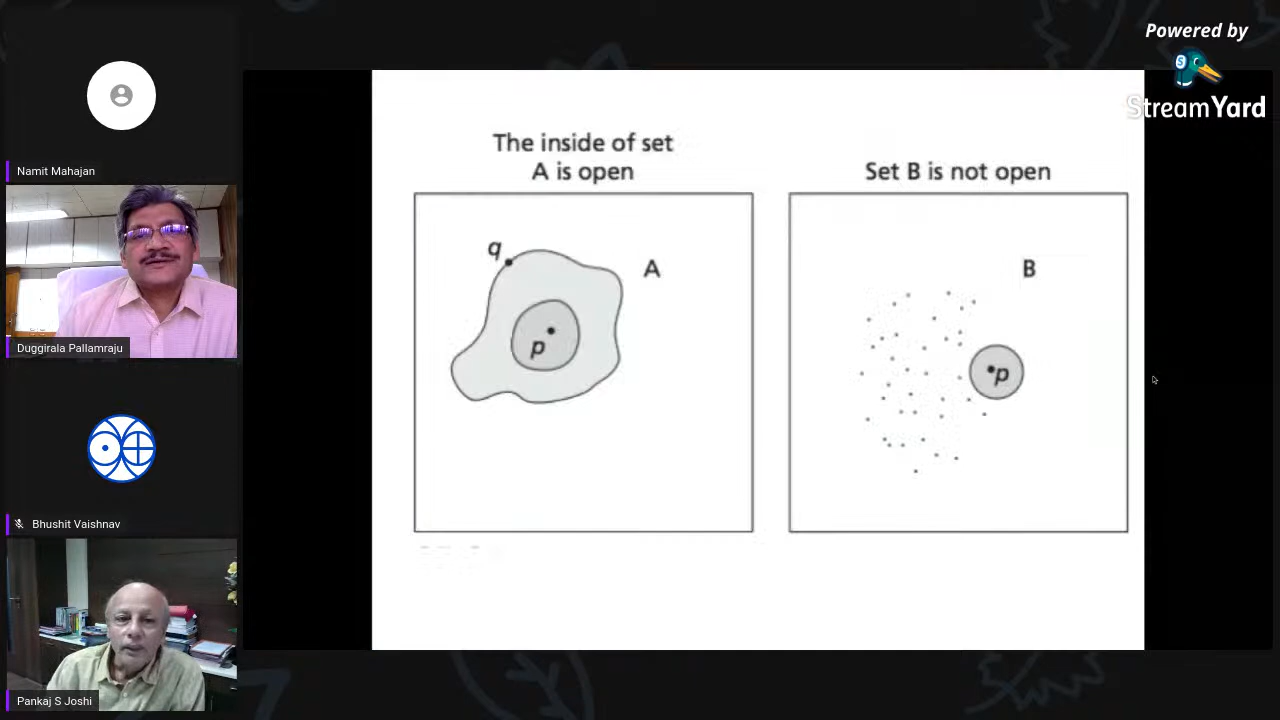 Powered by
StreamYard
Namit Mahajan
Duggirala Pallamraju
Bhushit Vaishnav
Pankaj S Joshi
The inside of set
A is open
q
A
p
Set B is not open
B
p